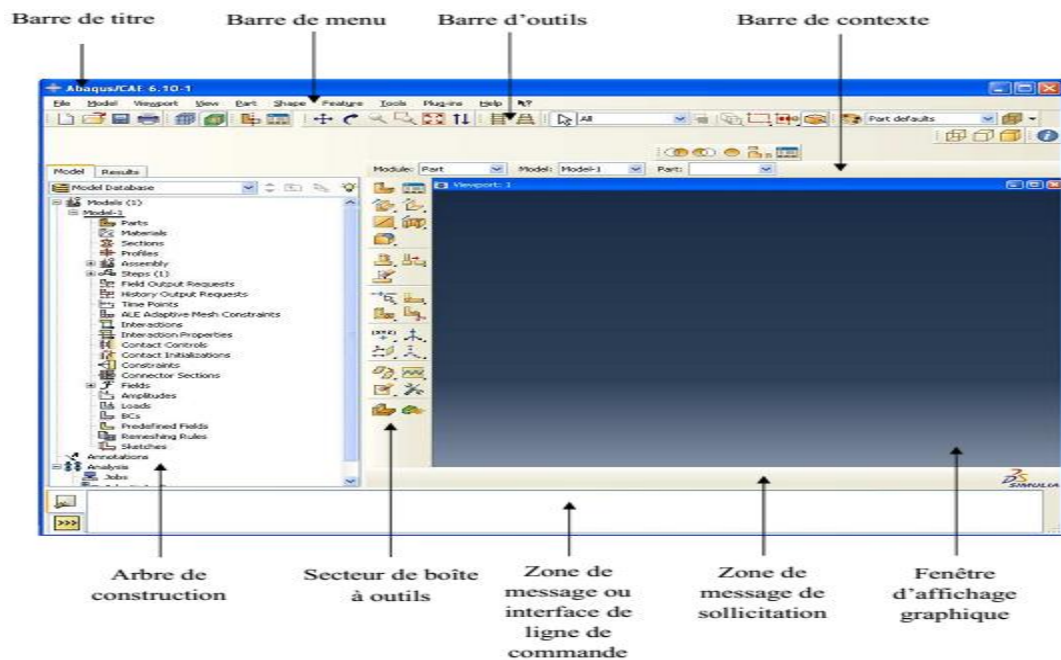 Barre de titre
Barre de menu
Barre d'outils
Barre de contexte
Abaqus/CAE 6.10-1
File Model Viewport View Part Shape Feature Tools Plug-ins Help
All
Part defaults
Model Results
Module: Part Model: Model-1 Part:
Model Database
Viewport: 1
Models (1)
Model-1
Parts
Materials
Sections
Profiles
Assembly
Steps (1)
Field Output Requests
History Output Requests
Time Points
ALE Adaptive Mesh Constraints
Interactions
Interaction Properties
Contact Controls
Contact Initializations
Constraints
Connector Sections
Fields
Amplitudes
Loads
BCs
Predefined Fields
Remeshing Rules
Sketches
Annotations
Analysis
Jobs
SIMULIA
>>>
Arbre de
construction
Secteur de boîte
à outils
Zone de
message ou
interface de
ligne de
commande
Zone de
message de
sollicitation
Fenêtre
d'affichage
graphique